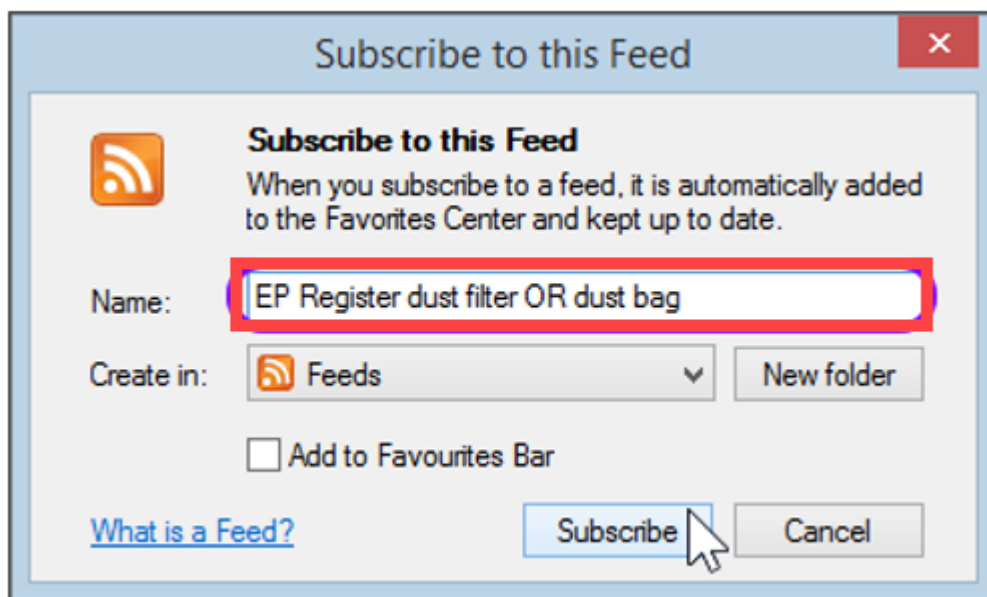 Subscribe to this Feed
Subscribe to this Feed
When you subscribe to a feed, it is automatically added
to the Favorites Center and kept up to date.
Name: EP Register dust filter OR dust bag
Create in: Feeds New folder
Add to Favourites Bar
What is a Feed? Subscribe Cancel